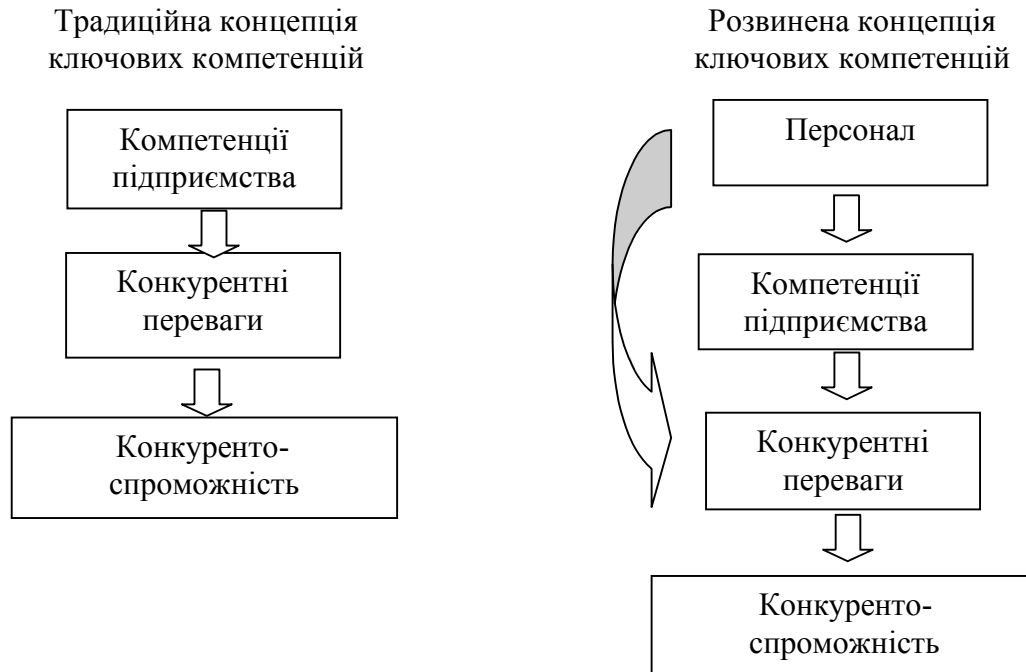 Традиційна концепція
ключових компетенцій
Компетенції
підприємства
Конкурентні
переваги
Конкуренто-
спроможність
Розвинена концепція
ключових компетенцій
Персонал
Компетенції
підприємства
Конкурентні
переваги
Конкуренто-
спроможність